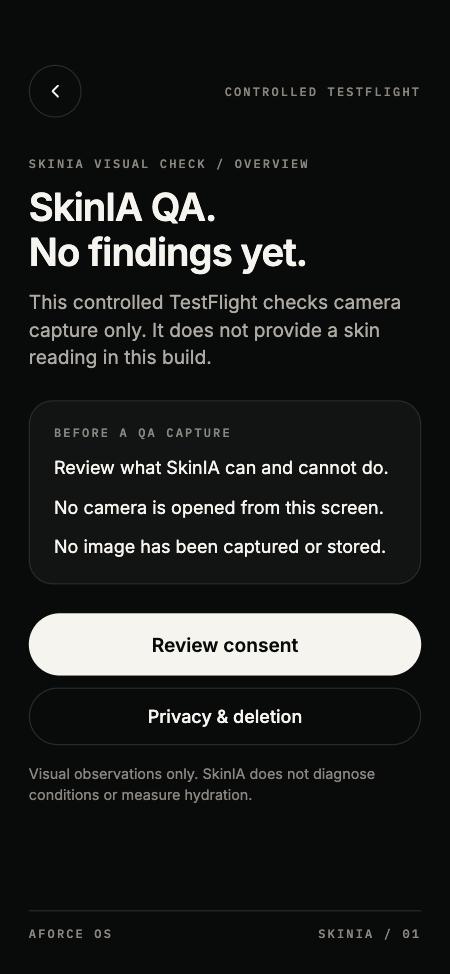 CONTROLLED TESTFLIGHT
SKINIA VISUAL CHECK / OVERVIEW
SkinIA QA.
No findings yet.
This controlled TestFlight checks camera
capture only. It does not provide a skin
reading in this build.
BEFORE A QA CAPTURE
Review what SkinIA can and cannot do.
No camera is opened from this screen.
No image has been captured or stored.
Review consent
Privacy & deletion
Visual observations only. SkinIA does not diagnose
conditions or measure hydration.
AFORCE OS
SKINIA / 01